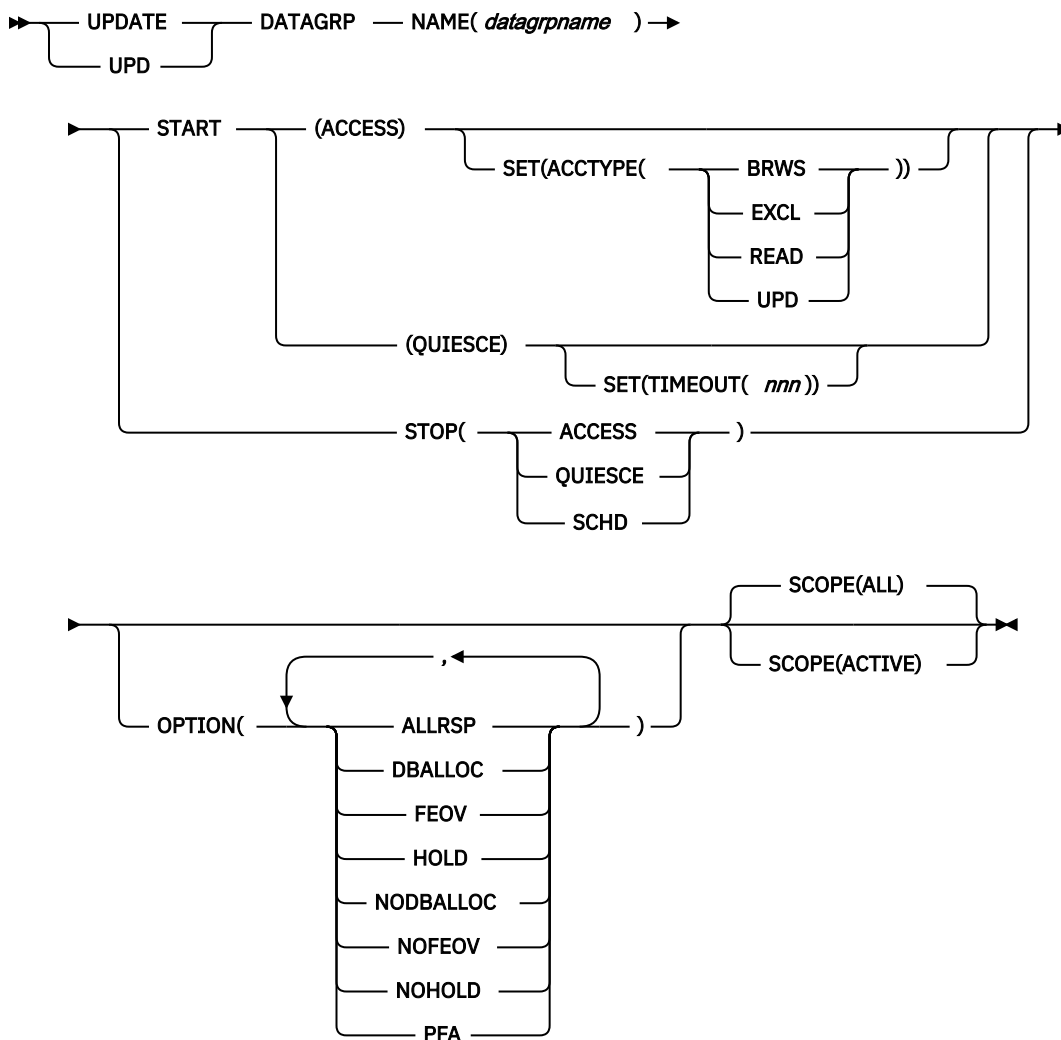 UPDATE DATAGRP NAME( datagrpname )
UPD
START (ACCESS)
SET(ACCTYPE( BRWS ))
EXCL
READ
UPD
(QUIESCE)
SET(TIMEOUT( nnn ))
STOP( ACCESS )
QUIESCE
SCHD
SCOPE(ALL)
SCOPE(ACTIVE)
,
OPTION( ALLRSP )
DBALLOC
FEOV
HOLD
NODBALLOC
NOFEOV
NOHOLD
PFA